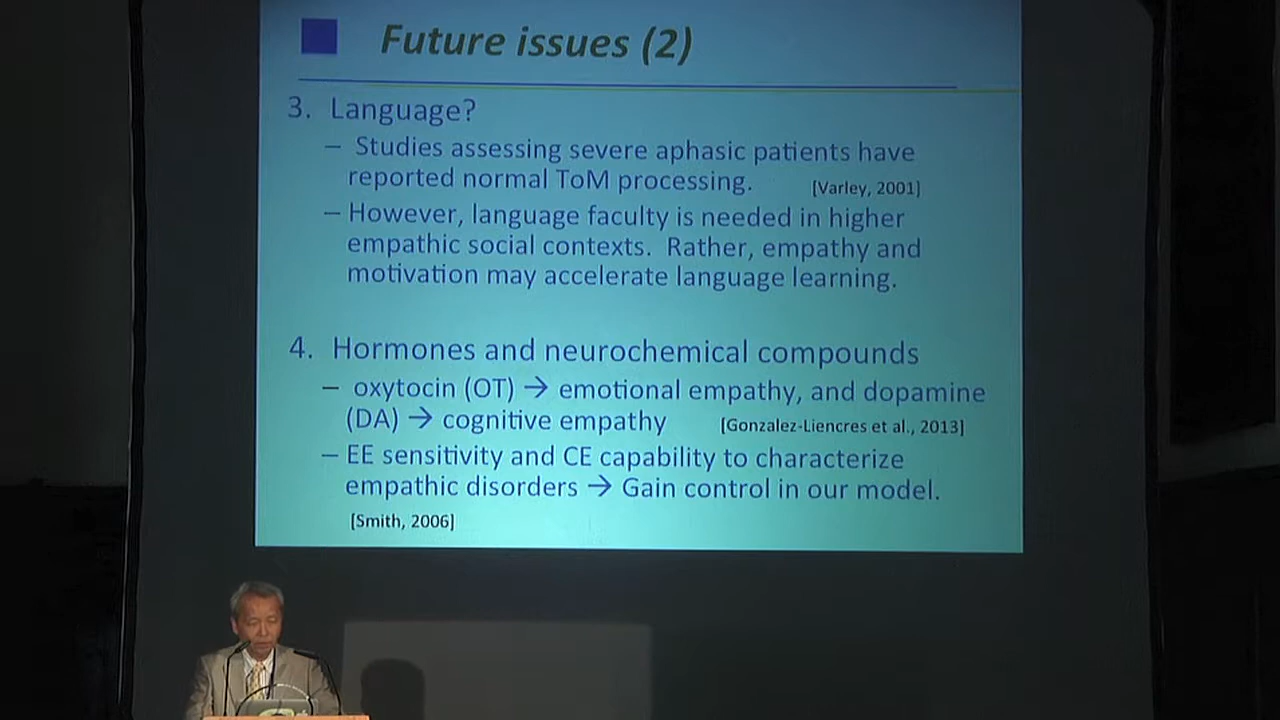 Future issues (2)
3. Language?
– Studies assessing severe aphasic patients have
reported normal ToM processing. [Varley, 2001]
– However, language faculty is needed in higher
empathic social contexts. Rather, empathy and
motivation may accelerate language learning.
4. Hormones and neurochemical compounds
– oxytocin (OT) → emotional empathy, and dopamine
(DA) → cognitive empathy [Gonzalez-Liencres et al., 2013]
– EE sensitivity and CE capability to characterize
empathic disorders → Gain control in our model.
[Smith, 2006]